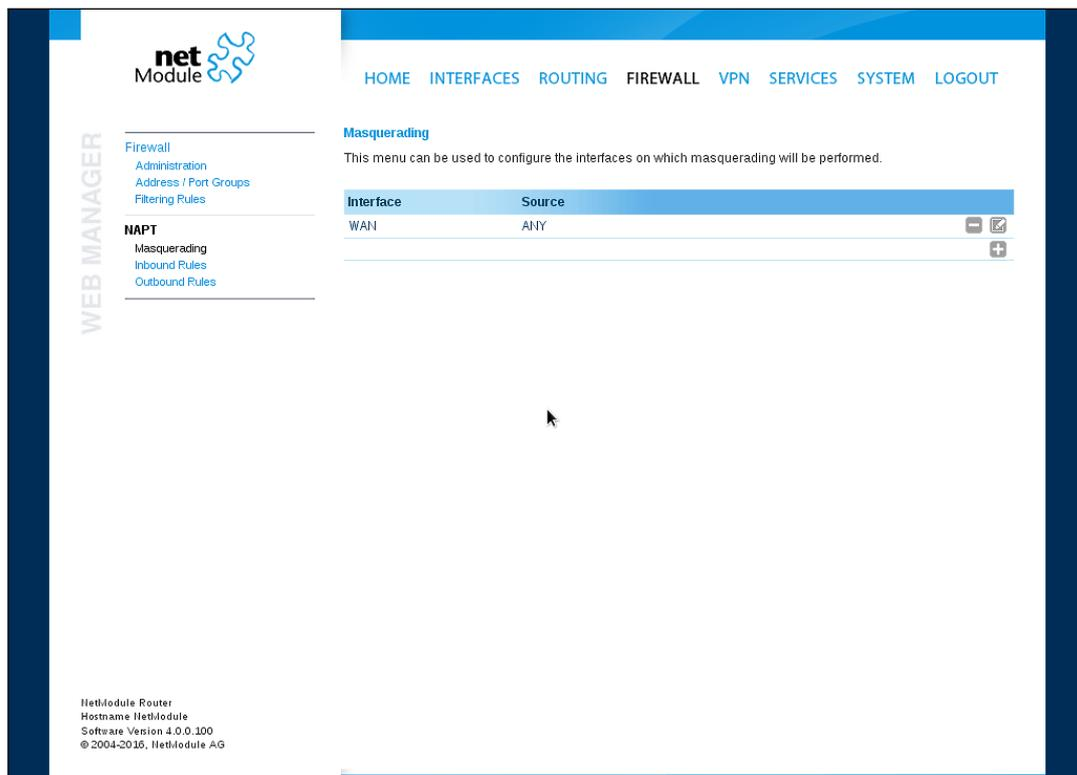 net
Module
HOME INTERFACES ROUTING FIREWALL VPN SERVICES SYSTEM LOGOUT
WEB MANAGER
Firewall
Administration
Address / Port Groups
Filtering Rules
NAPT
Masquerading
Inbound Rules
Outbound Rules
Masquerading
This menu can be used to configure the interfaces on which masquerading will be performed.
Interface Source
WAN ANY
NetModule Router
Hostname NetModule
Software Version 4.0.0.100
© 2004-2016, NetModule AG